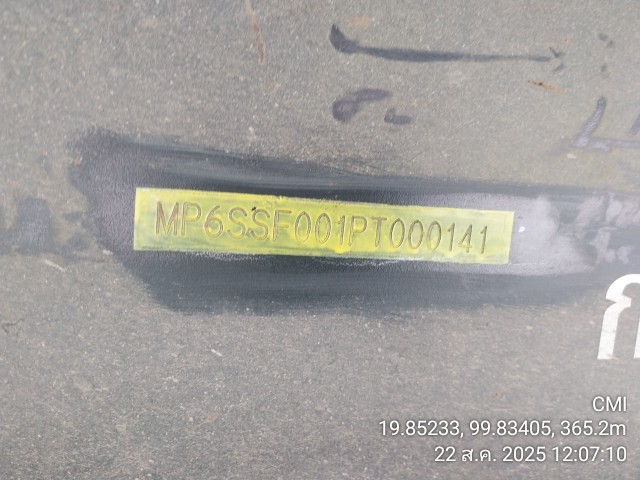 MP6SSF001PT000141
CMI
19.85233, 99.83405, 365.2m
22 ส.ค. 2025 12:07:10